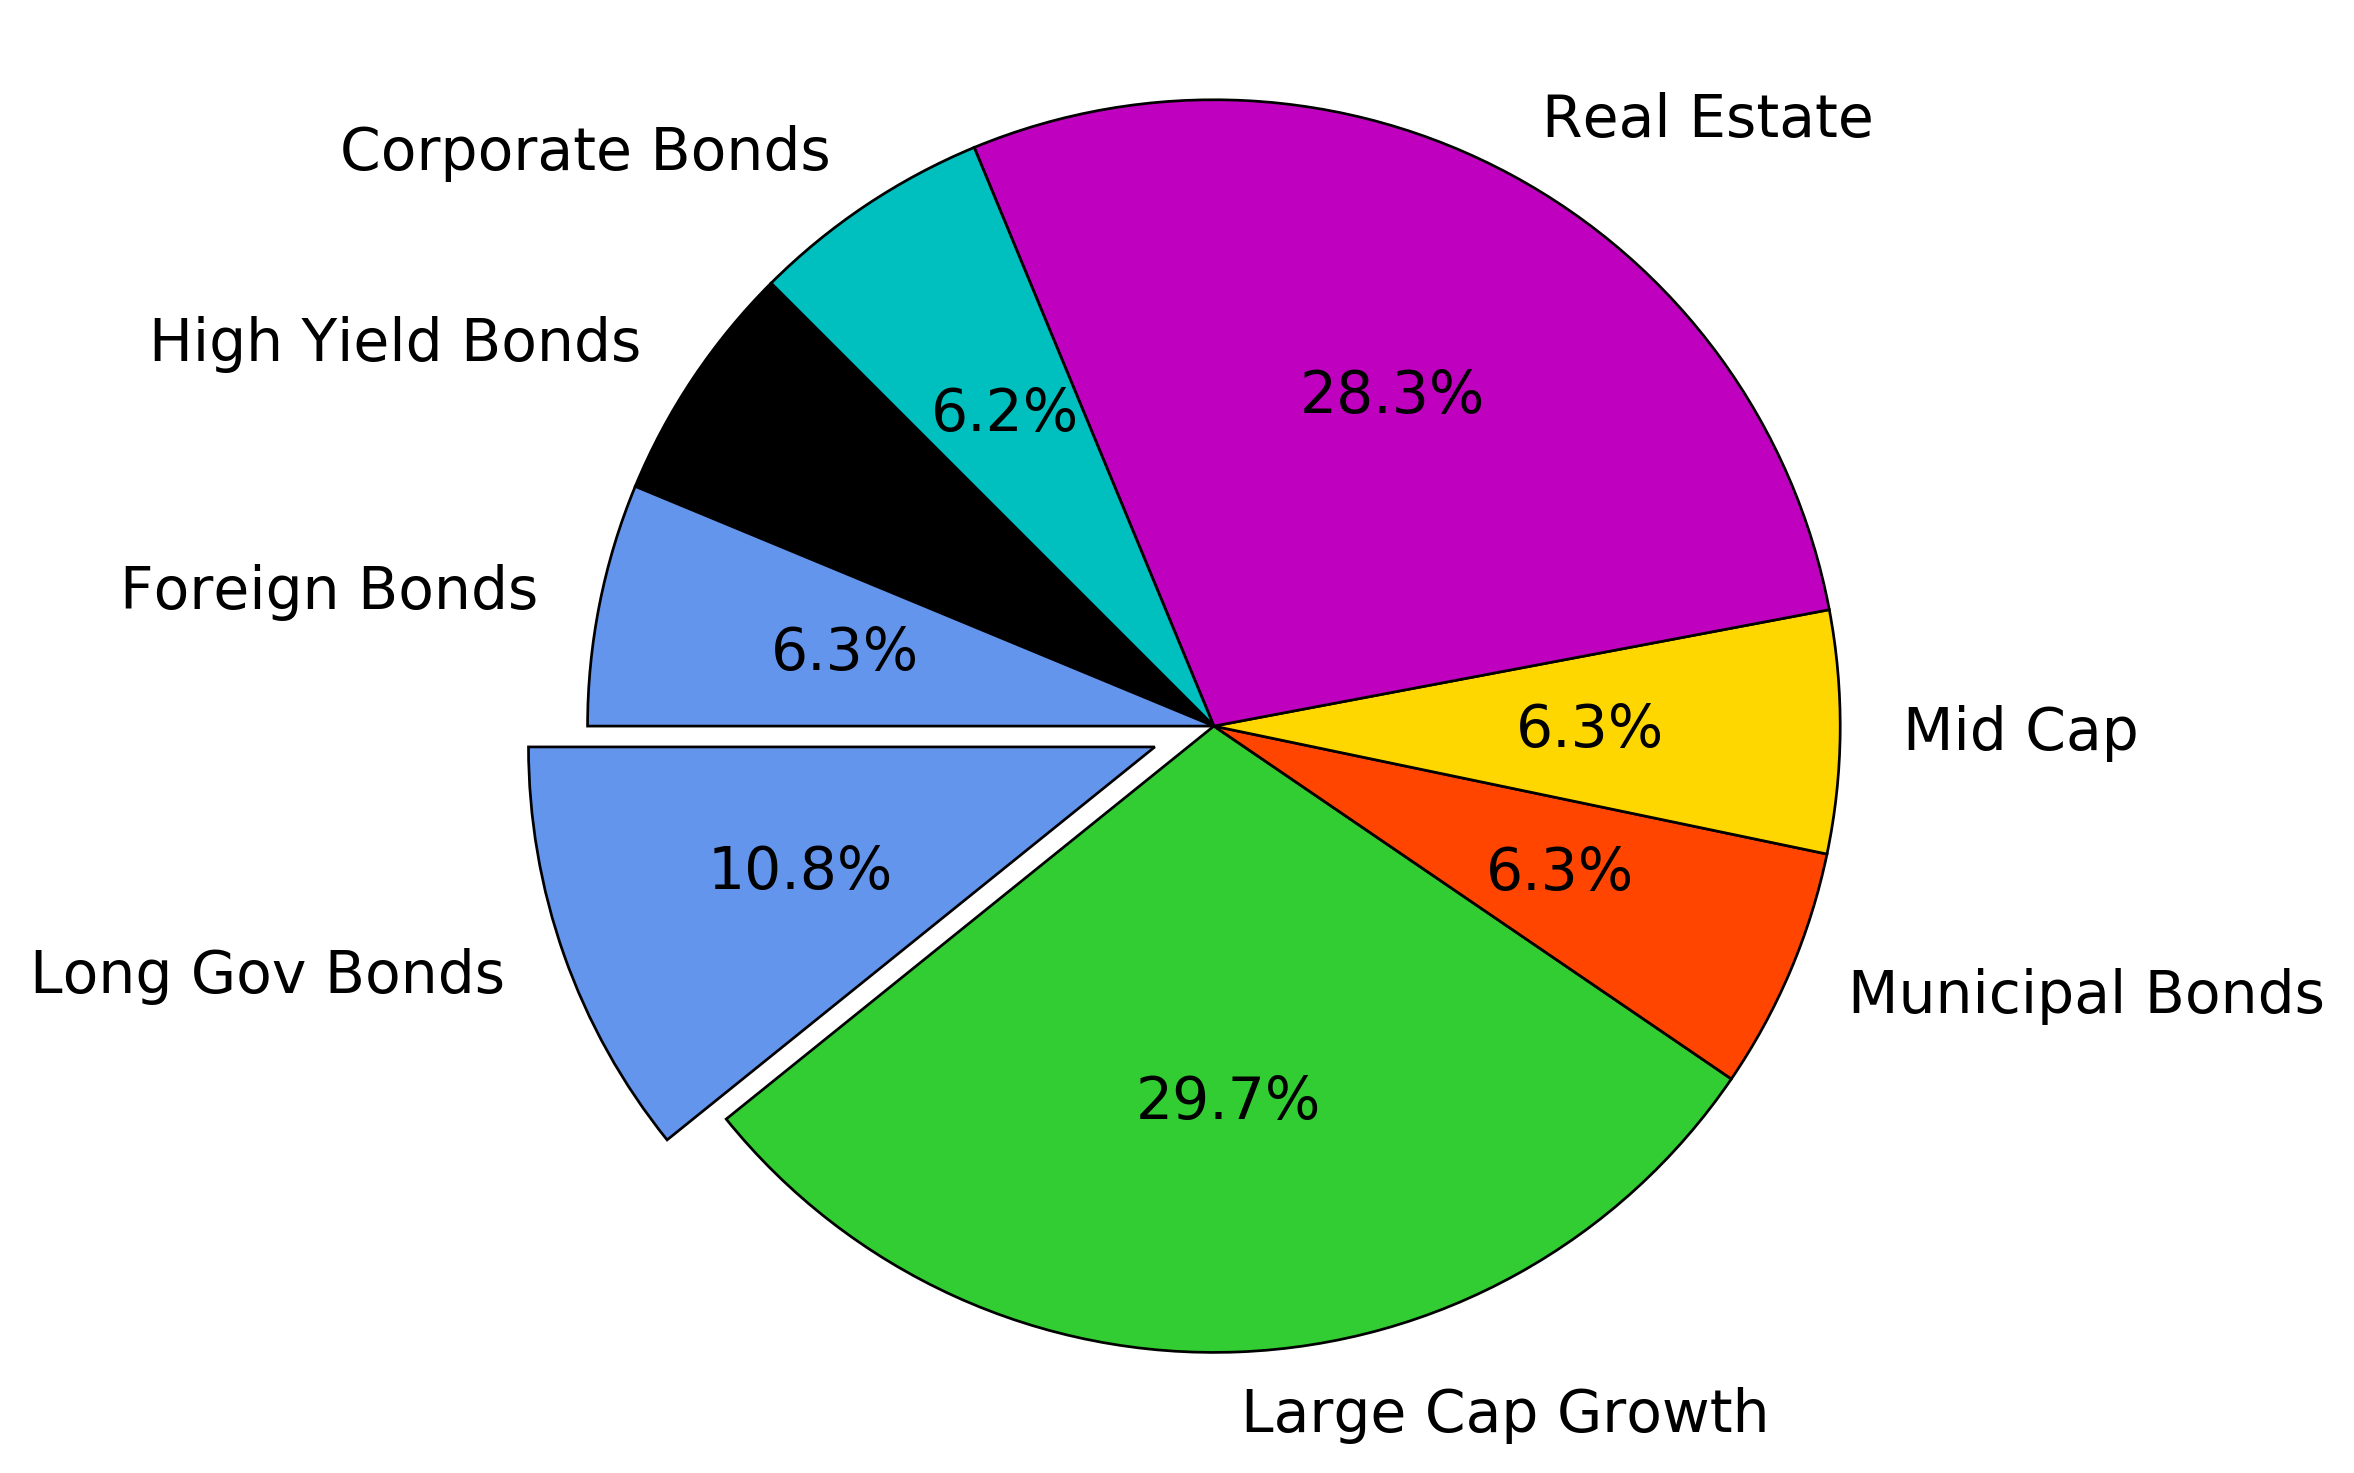 Real Estate
Corporate Bonds
High Yield Bonds
28.3%
6.2%
Foreign Bonds
6.3%
6.3%
Mid Cap
10.8%
6.3%
Long Gov Bonds
Municipal Bonds
29.7%
Large Cap Growth